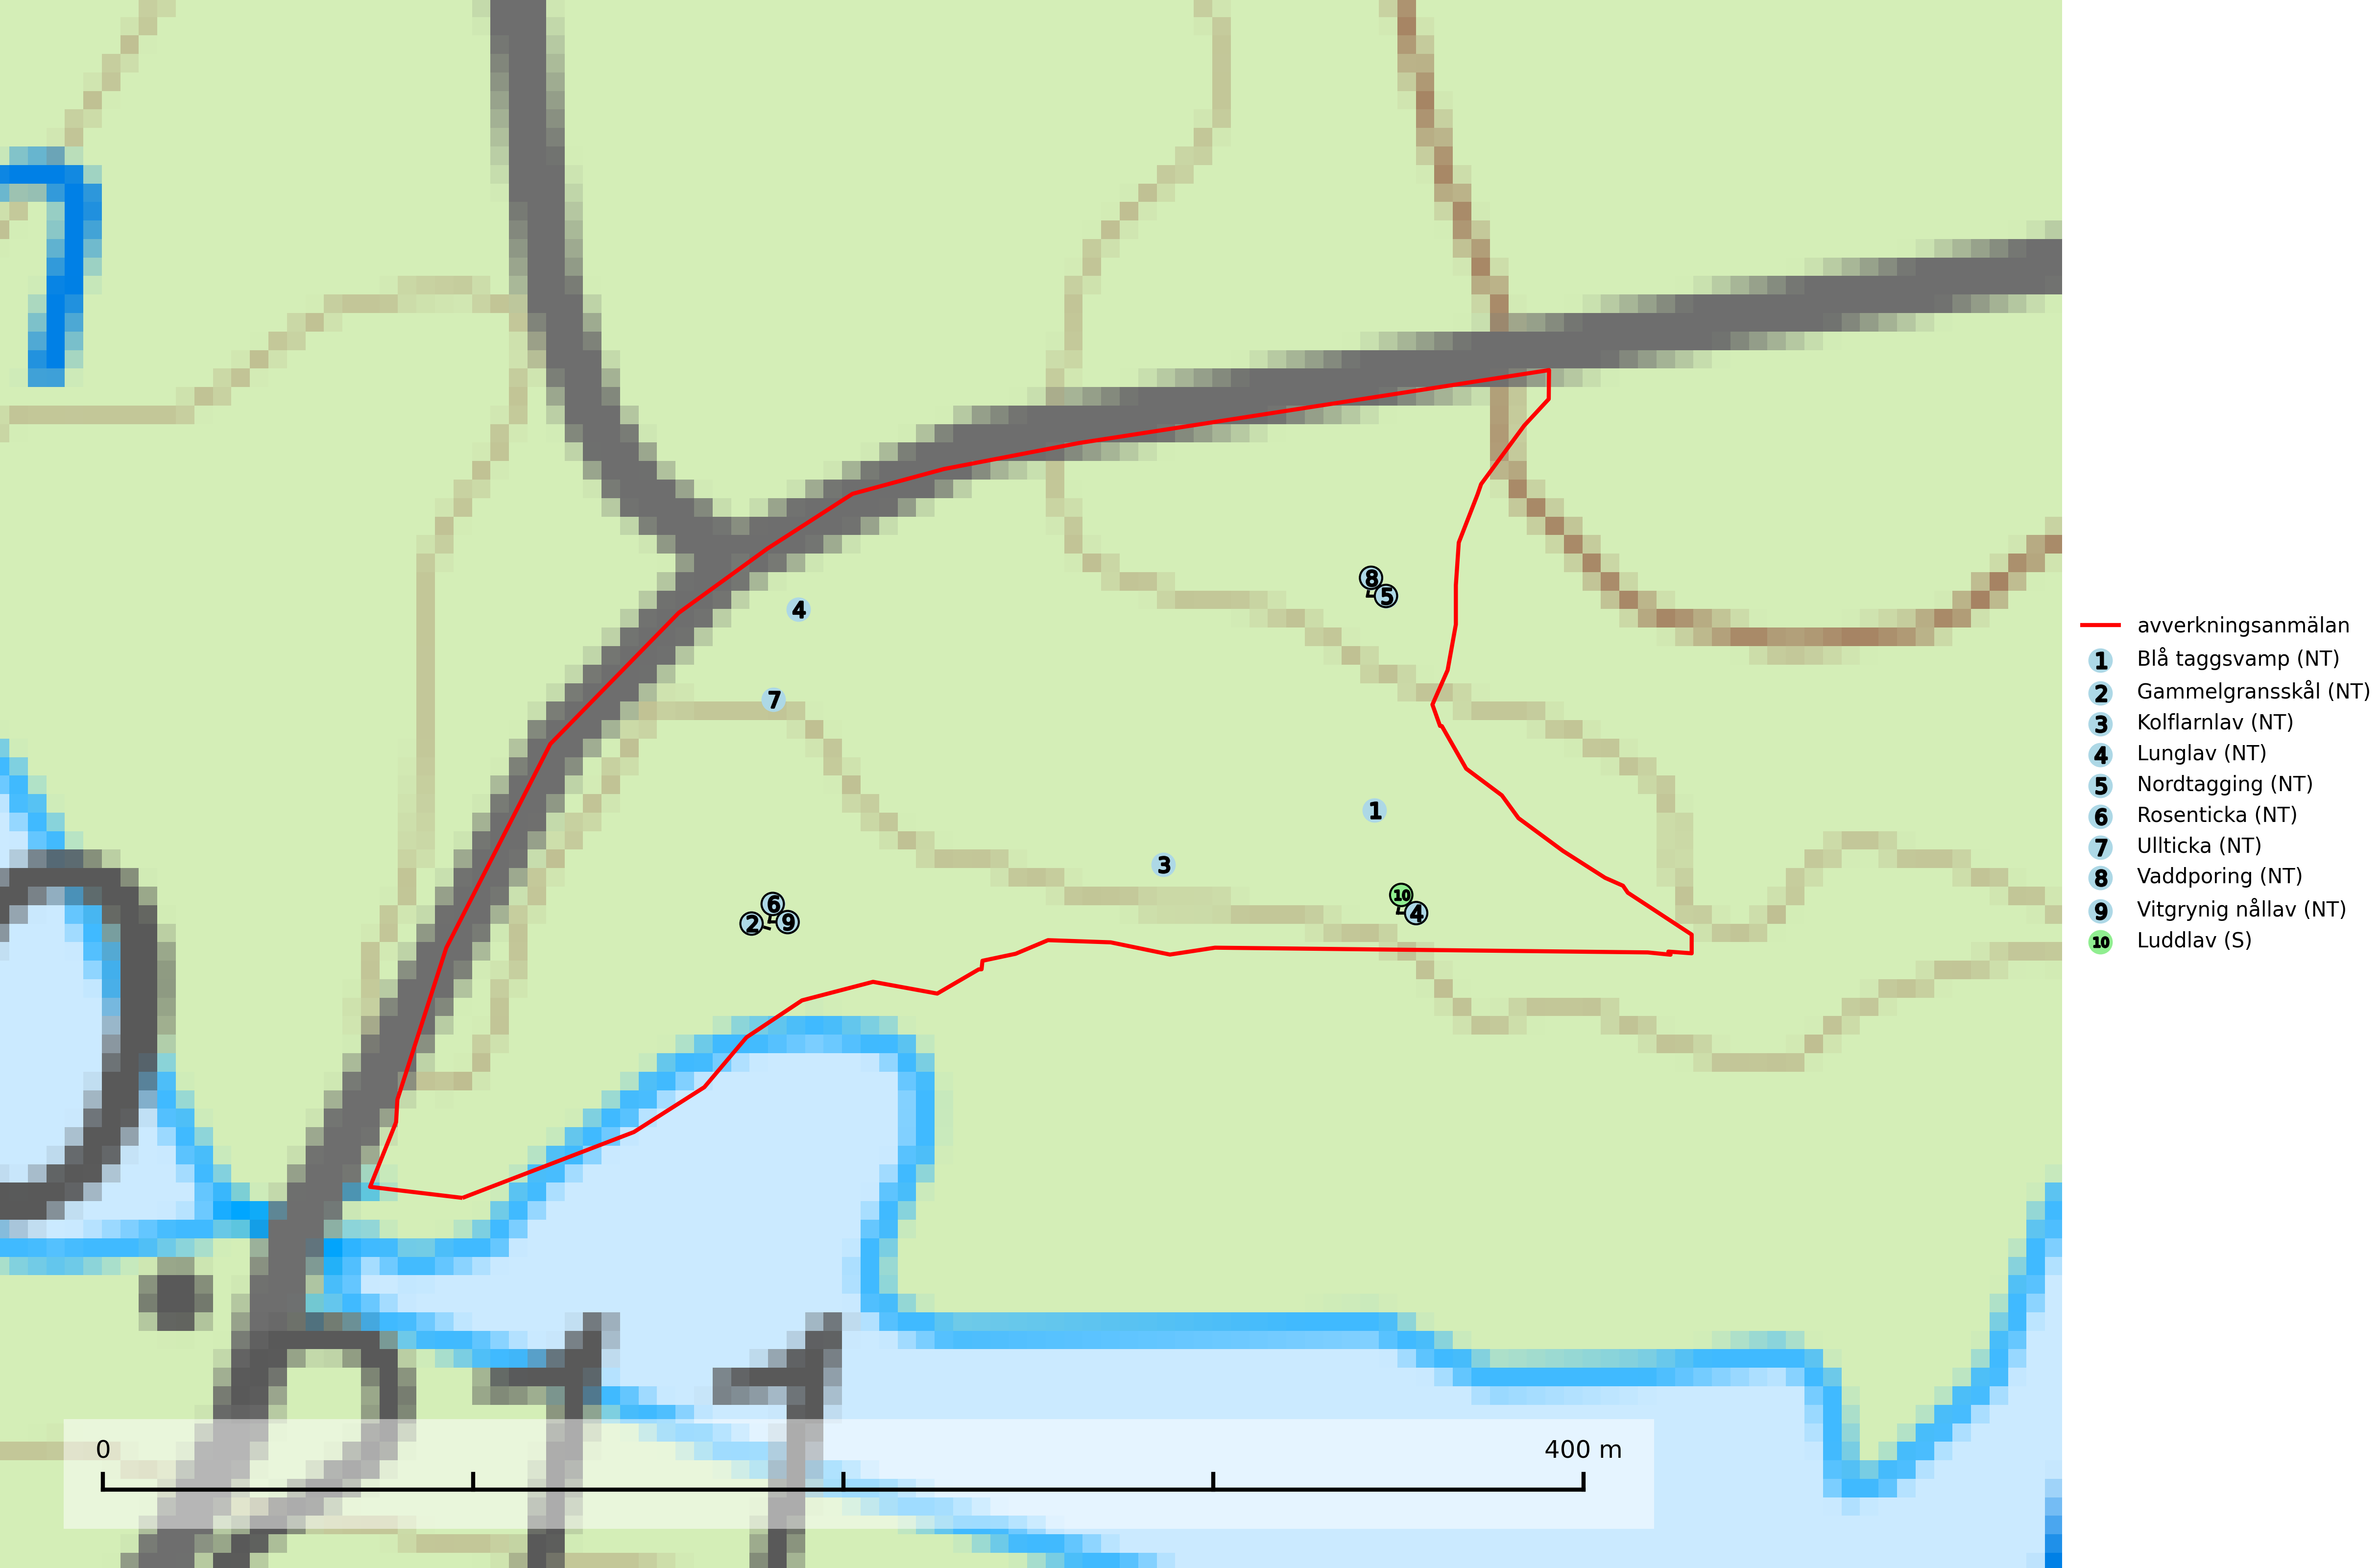 4
8
5
7
1
3
6
2
9
10
4
0
400 m
avverkningsanmälan
1 Blå taggsvamp (NT)
2 Gammelgransskål (NT)
3 Kolflarnlav (NT)
4 Lunglav (NT)
5 Nordtagging (NT)
6 Rosenticka (NT)
7 Ullticka (NT)
8 Vaddporing (NT)
9 Vitgrynig nållav (NT)
10 Luddlav (S)